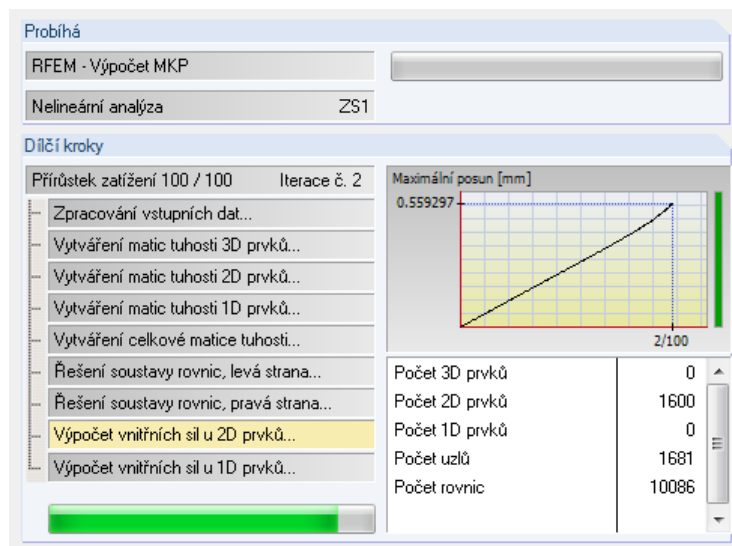 Probíhá
RFEM - Výpočet MKP
Nelineární analýza ZS1
Dílčí kroky
Přírůstek zatížení 100 / 100 Iterace č. 2
Zpracování vstupních dat...
Vytváření matic tuhosti 3D prvků...
Vytváření matic tuhosti 2D prvků...
Vytváření matic tuhosti 1D prvků...
Vytváření celkové matice tuhosti...
Řešení soustavy rovnic, levá strana...
Řešení soustavy rovnic, pravá strana...
Výpočet vnitřních sil u 2D prvků...
Výpočet vnitřních sil u 1D prvků...
Maximální posun [mm]
0.559297
2/100
Počet 3D prvků 0
Počet 2D prvků 1600
Počet 1D prvků 0
Počet uzlů 1681
Počet rovnic 10086